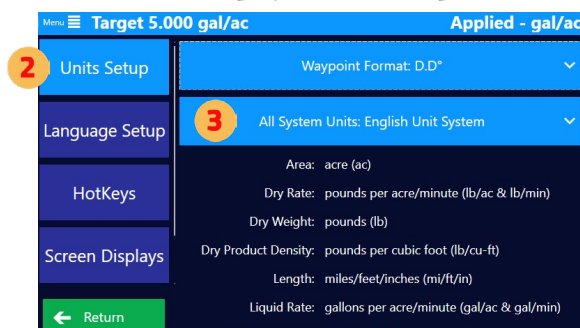 Menu Target 5.000 gal/ac Applied - gal/ac
2 Units Setup
Waypoint Format: D.D°
Language Setup
3 All System Units: English Unit System
Area: acre (ac)
HotKeys
Dry Rate: pounds per acre/minute (lb/ac & lb/min)
Dry Weight: pounds (lb)
Screen Displays
Dry Product Density: pounds per cubic foot (lb/cu-ft)
Length: miles/feet/inches (mi/ft/in)
Return
Liquid Rate: gallons per acre/minute (gal/ac & gal/min)